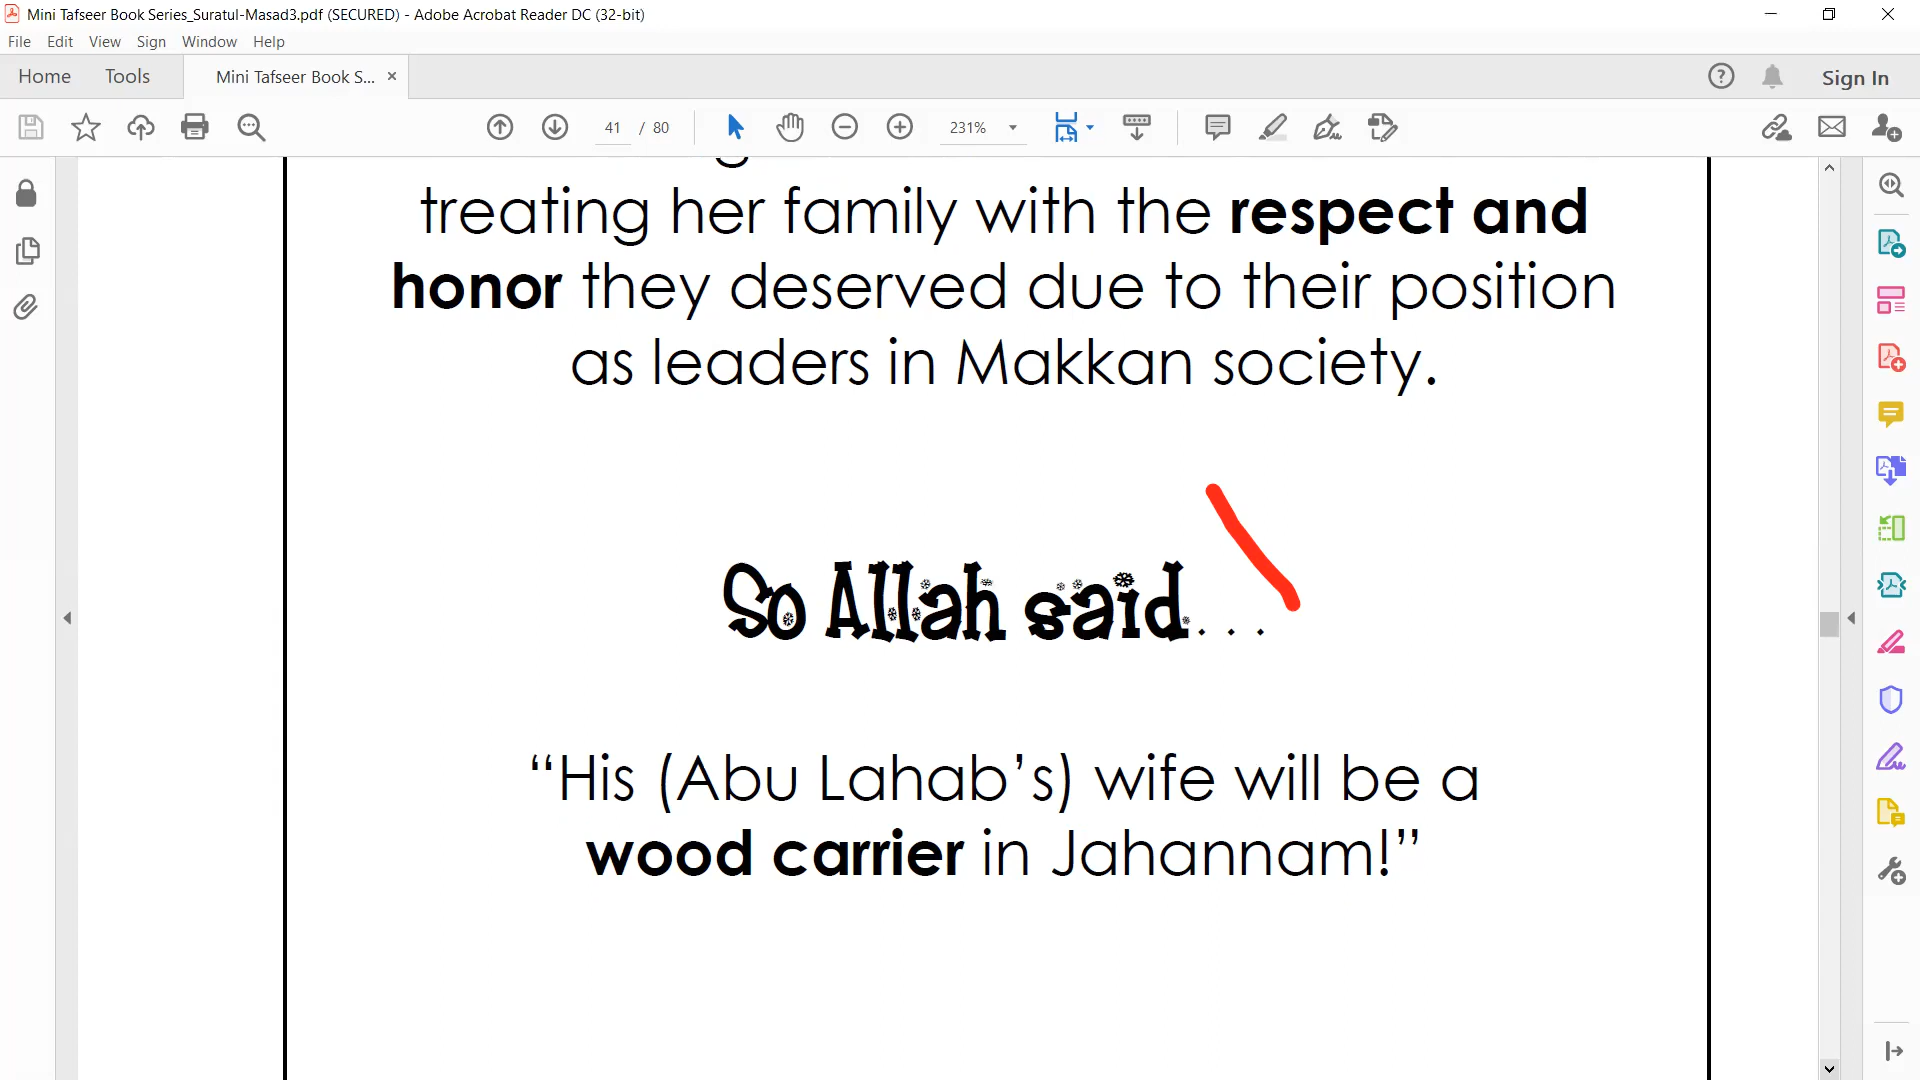 Mini Tafseer Book Series_Suratul-Masad3.pdf (SECURED) - Adobe Acrobat Reader DC (32-bit)
File Edit View Sign Window Help
Home Tools Mini Tafseer Book S... Sign In
41 / 80 231%
treating her family with the respect and
honor they deserved due to their position
as leaders in Makkan society.
So Allah said...
“His (Abu Lahab’s) wife will be a
wood carrier in Jahannam!”